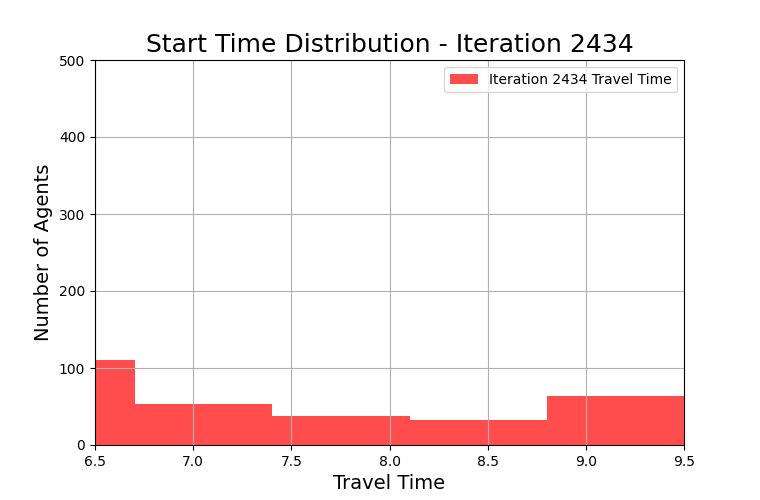 Start Time Distribution - Iteration 2434
Iteration 2434 Travel Time
Number of Agents
500
400
300
200
100
0
6.5 7.0 7.5 8.0 8.5 9.0 9.5
Travel Time